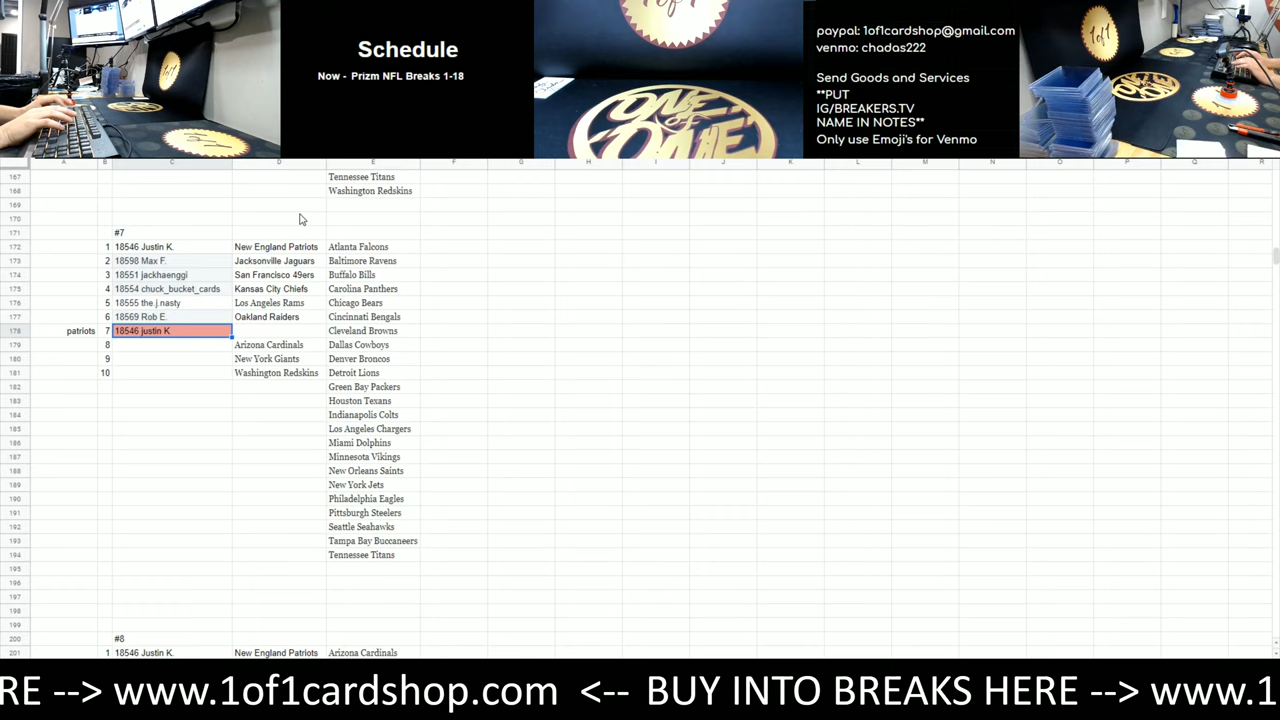 Schedule
Now - Prizm NFL Breaks 1-18
1of1
ONE OF ONE
paypal: 1of1cardshop@gmail.com
venmo: chadas222
Send Goods and Services
**PUT
IG/BREAKERS.TV
NAME IN NOTES**
Only use Emoji's for Venmo
A B C D E F G H I J K L M N O P Q R
167 Tennessee Titans
168 Washington Redskins
169
170
171 #7
172 1 18546 Justin K. New England Patriots Atlanta Falcons
173 2 18598 Max F. Jacksonville Jaguars Baltimore Ravens
174 3 18551 jackhaenggi San Francisco 49ers Buffalo Bills
175 4 18554 chuck_bucket_cards Kansas City Chiefs Carolina Panthers
176 5 18555 the j.nasty Los Angeles Rams Chicago Bears
177 6 18569 Rob E. Oakland Raiders Cincinnati Bengals
178 patriots 7 18546 justin K Cleveland Browns
179 8 Arizona Cardinals Dallas Cowboys
180 9 New York Giants Denver Broncos
181 10 Washington Redskins Detroit Lions
182 Green Bay Packers
183 Houston Texans
184 Indianapolis Colts
185 Los Angeles Chargers
186 Miami Dolphins
187 Minnesota Vikings
188 New Orleans Saints
189 New York Jets
190 Philadelphia Eagles
191 Pittsburgh Steelers
192 Seattle Seahawks
193 Tampa Bay Buccaneers
194 Tennessee Titans
195
196
197
198
199
200 #8
201 1 18546 Justin K. New England Patriots Arizona Cardinals
RE --> www.1of1cardshop.com <-- BUY INTO BREAKS HERE --> www.1